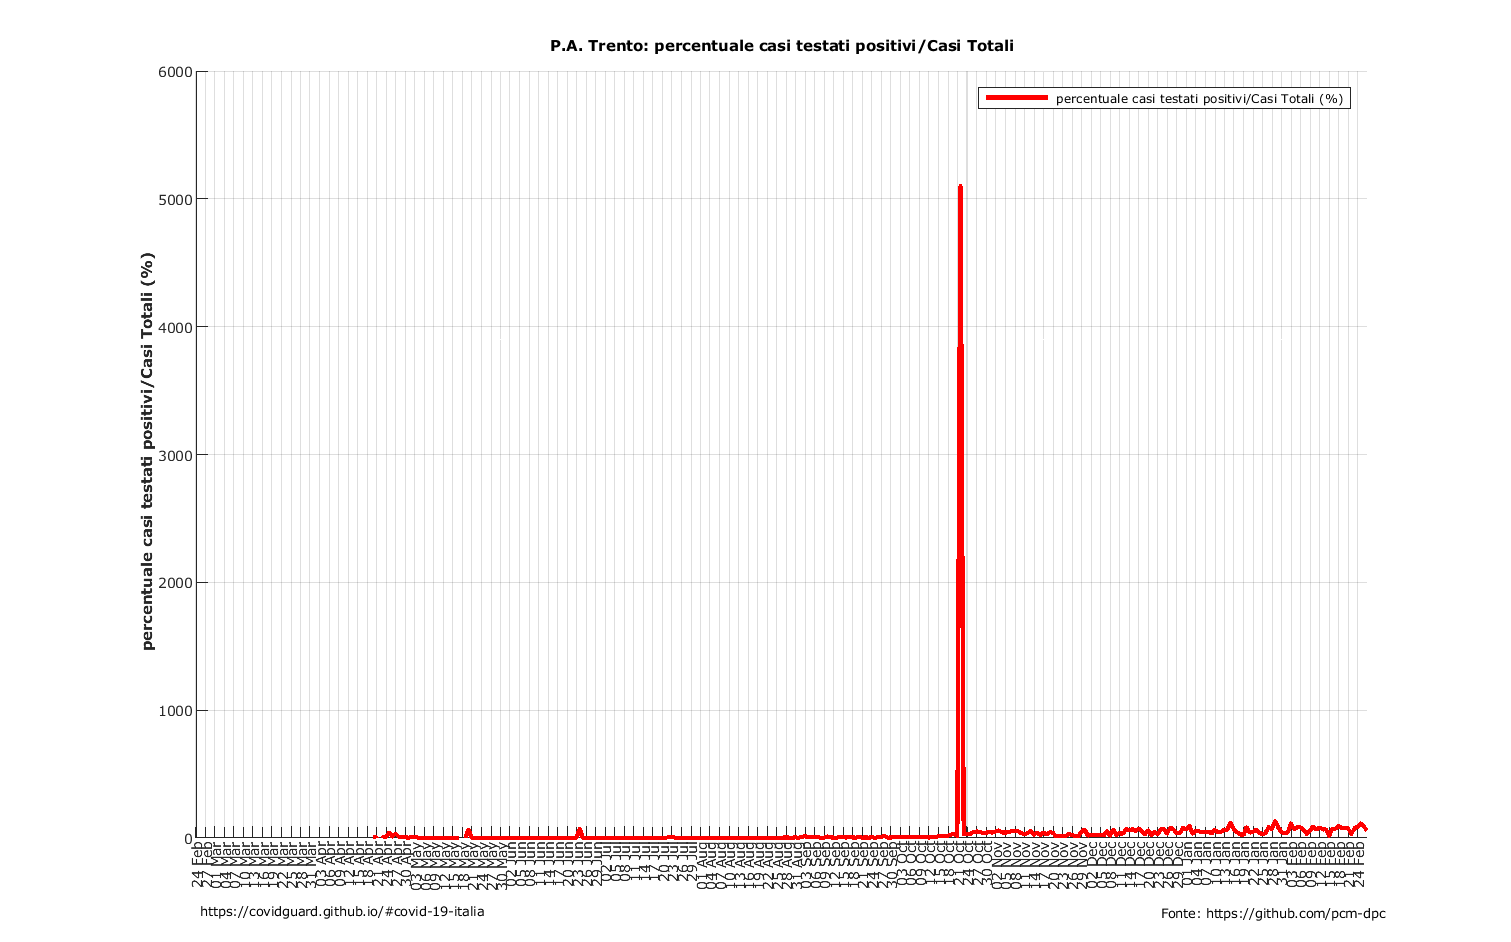 P.A. Trento: percentuale casi testati positivi/Casi Totali
percentuale casi testati positivi/Casi Totali (%)
percentuale casi testati positivi/Casi Totali (%)
6000
5000
4000
3000
2000
1000
0
24 Feb
27 Feb
01 Mar
04 Mar
07 Mar
10 Mar
13 Mar
16 Mar
19 Mar
22 Mar
25 Mar
28 Mar
31 Mar
03 Apr
06 Apr
09 Apr
12 Apr
15 Apr
18 Apr
21 Apr
24 Apr
27 Apr
30 Apr
03 May
06 May
09 May
12 May
15 May
18 May
21 May
24 May
27 May
30 May
02 Jun
05 Jun
08 Jun
11 Jun
14 Jun
17 Jun
20 Jun
23 Jun
26 Jun
29 Jun
02 Jul
05 Jul
08 Jul
11 Jul
14 Jul
17 Jul
20 Jul
23 Jul
26 Jul
29 Jul
01 Aug
04 Aug
07 Aug
10 Aug
13 Aug
16 Aug
19 Aug
22 Aug
25 Aug
28 Aug
31 Aug
03 Sep
06 Sep
09 Sep
12 Sep
15 Sep
18 Sep
21 Sep
24 Sep
27 Sep
30 Sep
03 Oct
06 Oct
09 Oct
12 Oct
15 Oct
18 Oct
21 Oct
24 Oct
27 Oct
30 Oct
02 Nov
05 Nov
08 Nov
11 Nov
14 Nov
17 Nov
20 Nov
23 Nov
26 Nov
29 Nov
02 Dec
05 Dec
08 Dec
11 Dec
14 Dec
17 Dec
20 Dec
23 Dec
26 Dec
29 Dec
01 Jan
04 Jan
07 Jan
10 Jan
13 Jan
16 Jan
19 Jan
22 Jan
25 Jan
28 Jan
31 Jan
03 Feb
06 Feb
09 Feb
12 Feb
15 Feb
18 Feb
21 Feb
24 Feb
https://covidguard.github.io/#covid-19-italia
Fonte: https://github.com/pcm-dpc